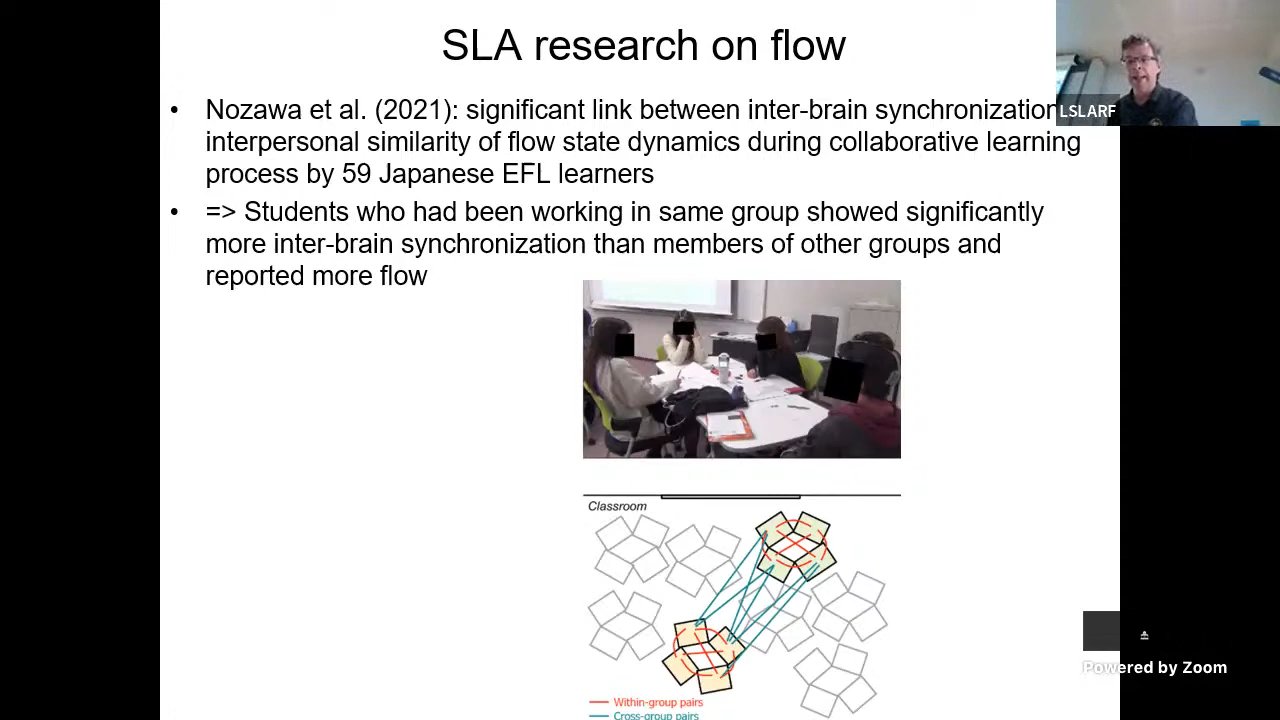 SLA research on flow
• Nozawa et al. (2021): significant link between inter-brain synchronization
interpersonal similarity of flow state dynamics during collaborative learning
process by 59 Japanese EFL learners
• => Students who had been working in same group showed significantly
more inter-brain synchronization than members of other groups and
reported more flow
LSLARF
Classroom
Within-group pairs
Cross-group pairs
Powered by Zoom